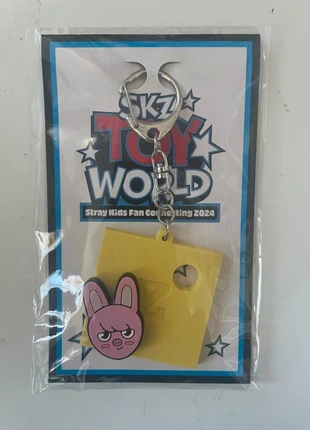 SKZ
TOY
WORLD
Stray Kids Fan Connecting 2024